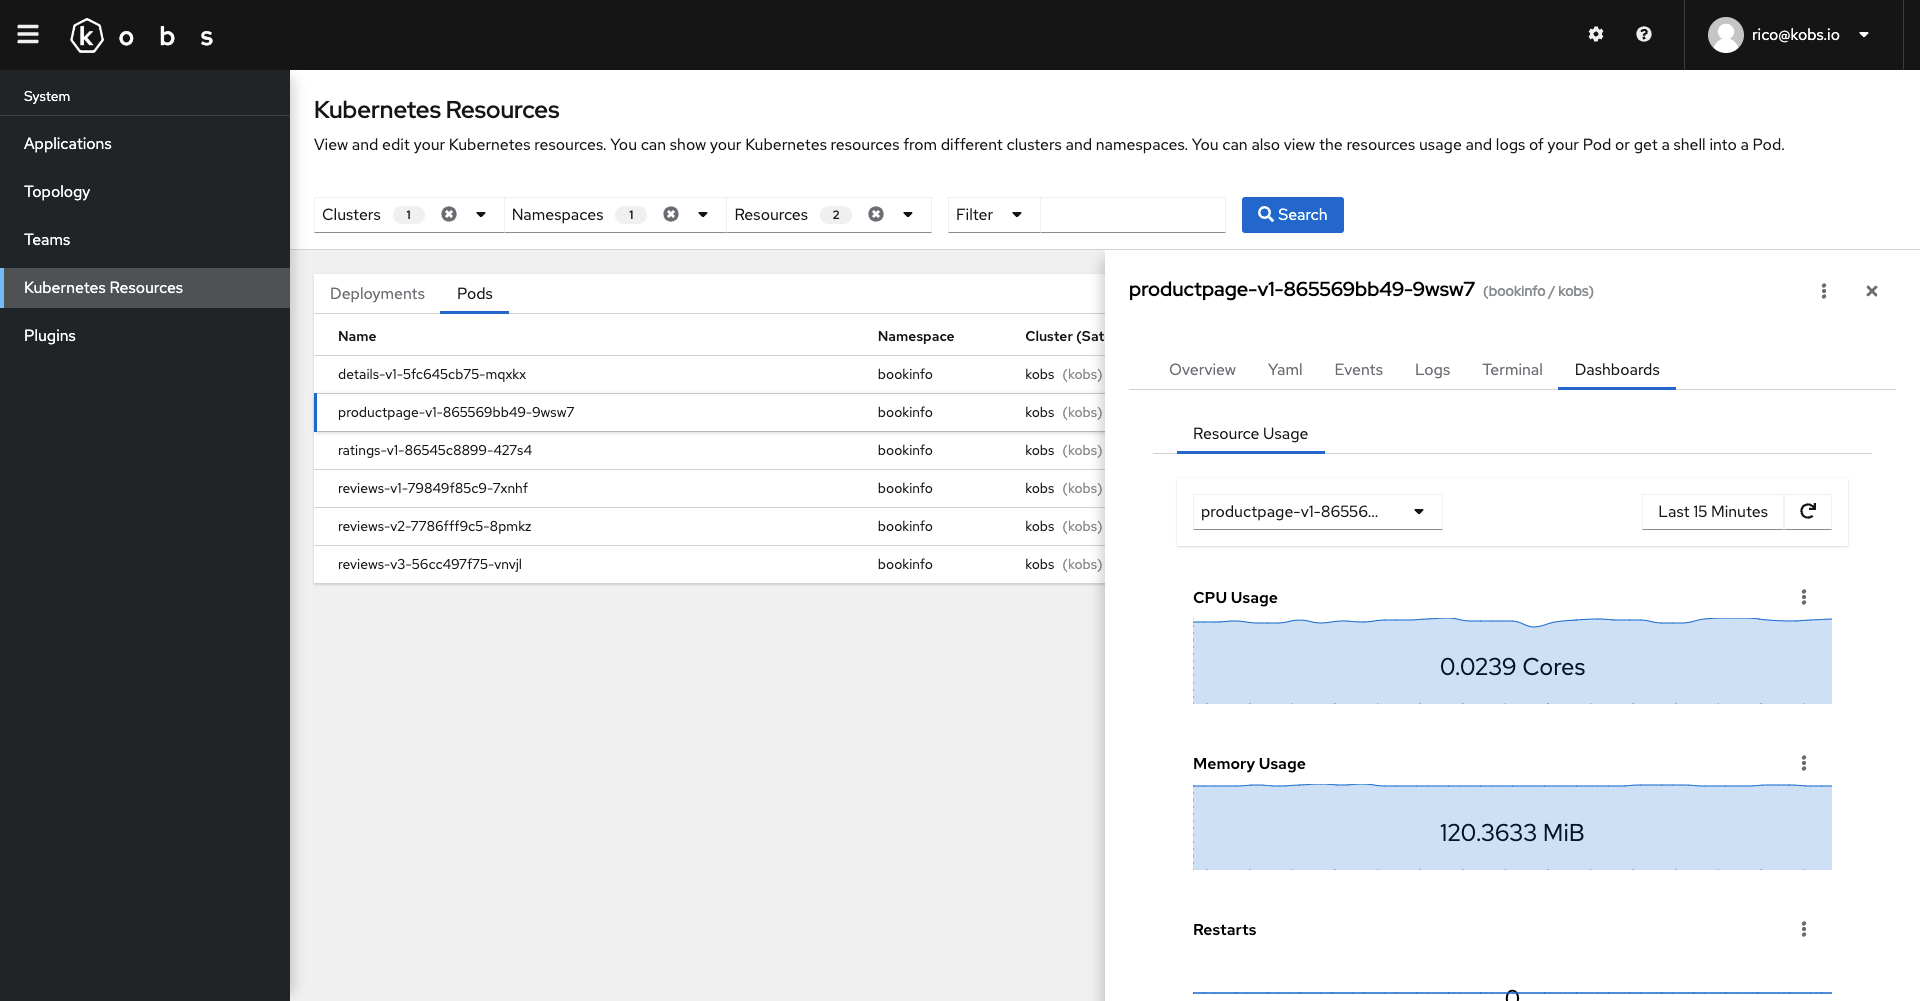 kobs
rico@kobs.io
System
Applications
Topology
Teams
Kubernetes Resources
Plugins
Kubernetes Resources
View and edit your Kubernetes resources. You can show your Kubernetes resources from different clusters and namespaces. You can also view the resources usage and logs of your Pod or get a shell into a Pod.
Clusters 1 Namespaces 1 Resources 2 Filter Search
Deployments Pods
Name Namespace Cluster (Sat
details-v1-5fc645cb75-mqxkx bookinfo kobs (kobs)
productpage-v1-865569bb49-9wsw7 bookinfo kobs (kobs)
ratings-v1-86545c8899-427s4 bookinfo kobs (kobs)
reviews-v1-79849f85c9-7xnhf bookinfo kobs (kobs)
reviews-v2-7786fff9c5-8pmkz bookinfo kobs (kobs)
reviews-v3-56cc497f75-vnvjl bookinfo kobs (kobs)
productpage-v1-865569bb49-9wsw7 (bookinfo / kobs)
Overview Yaml Events Logs Terminal Dashboards
Resource Usage
productpage-v1-86556... Last 15 Minutes
CPU Usage
0.0239 Cores
Memory Usage
120.3633 MiB
Restarts
0